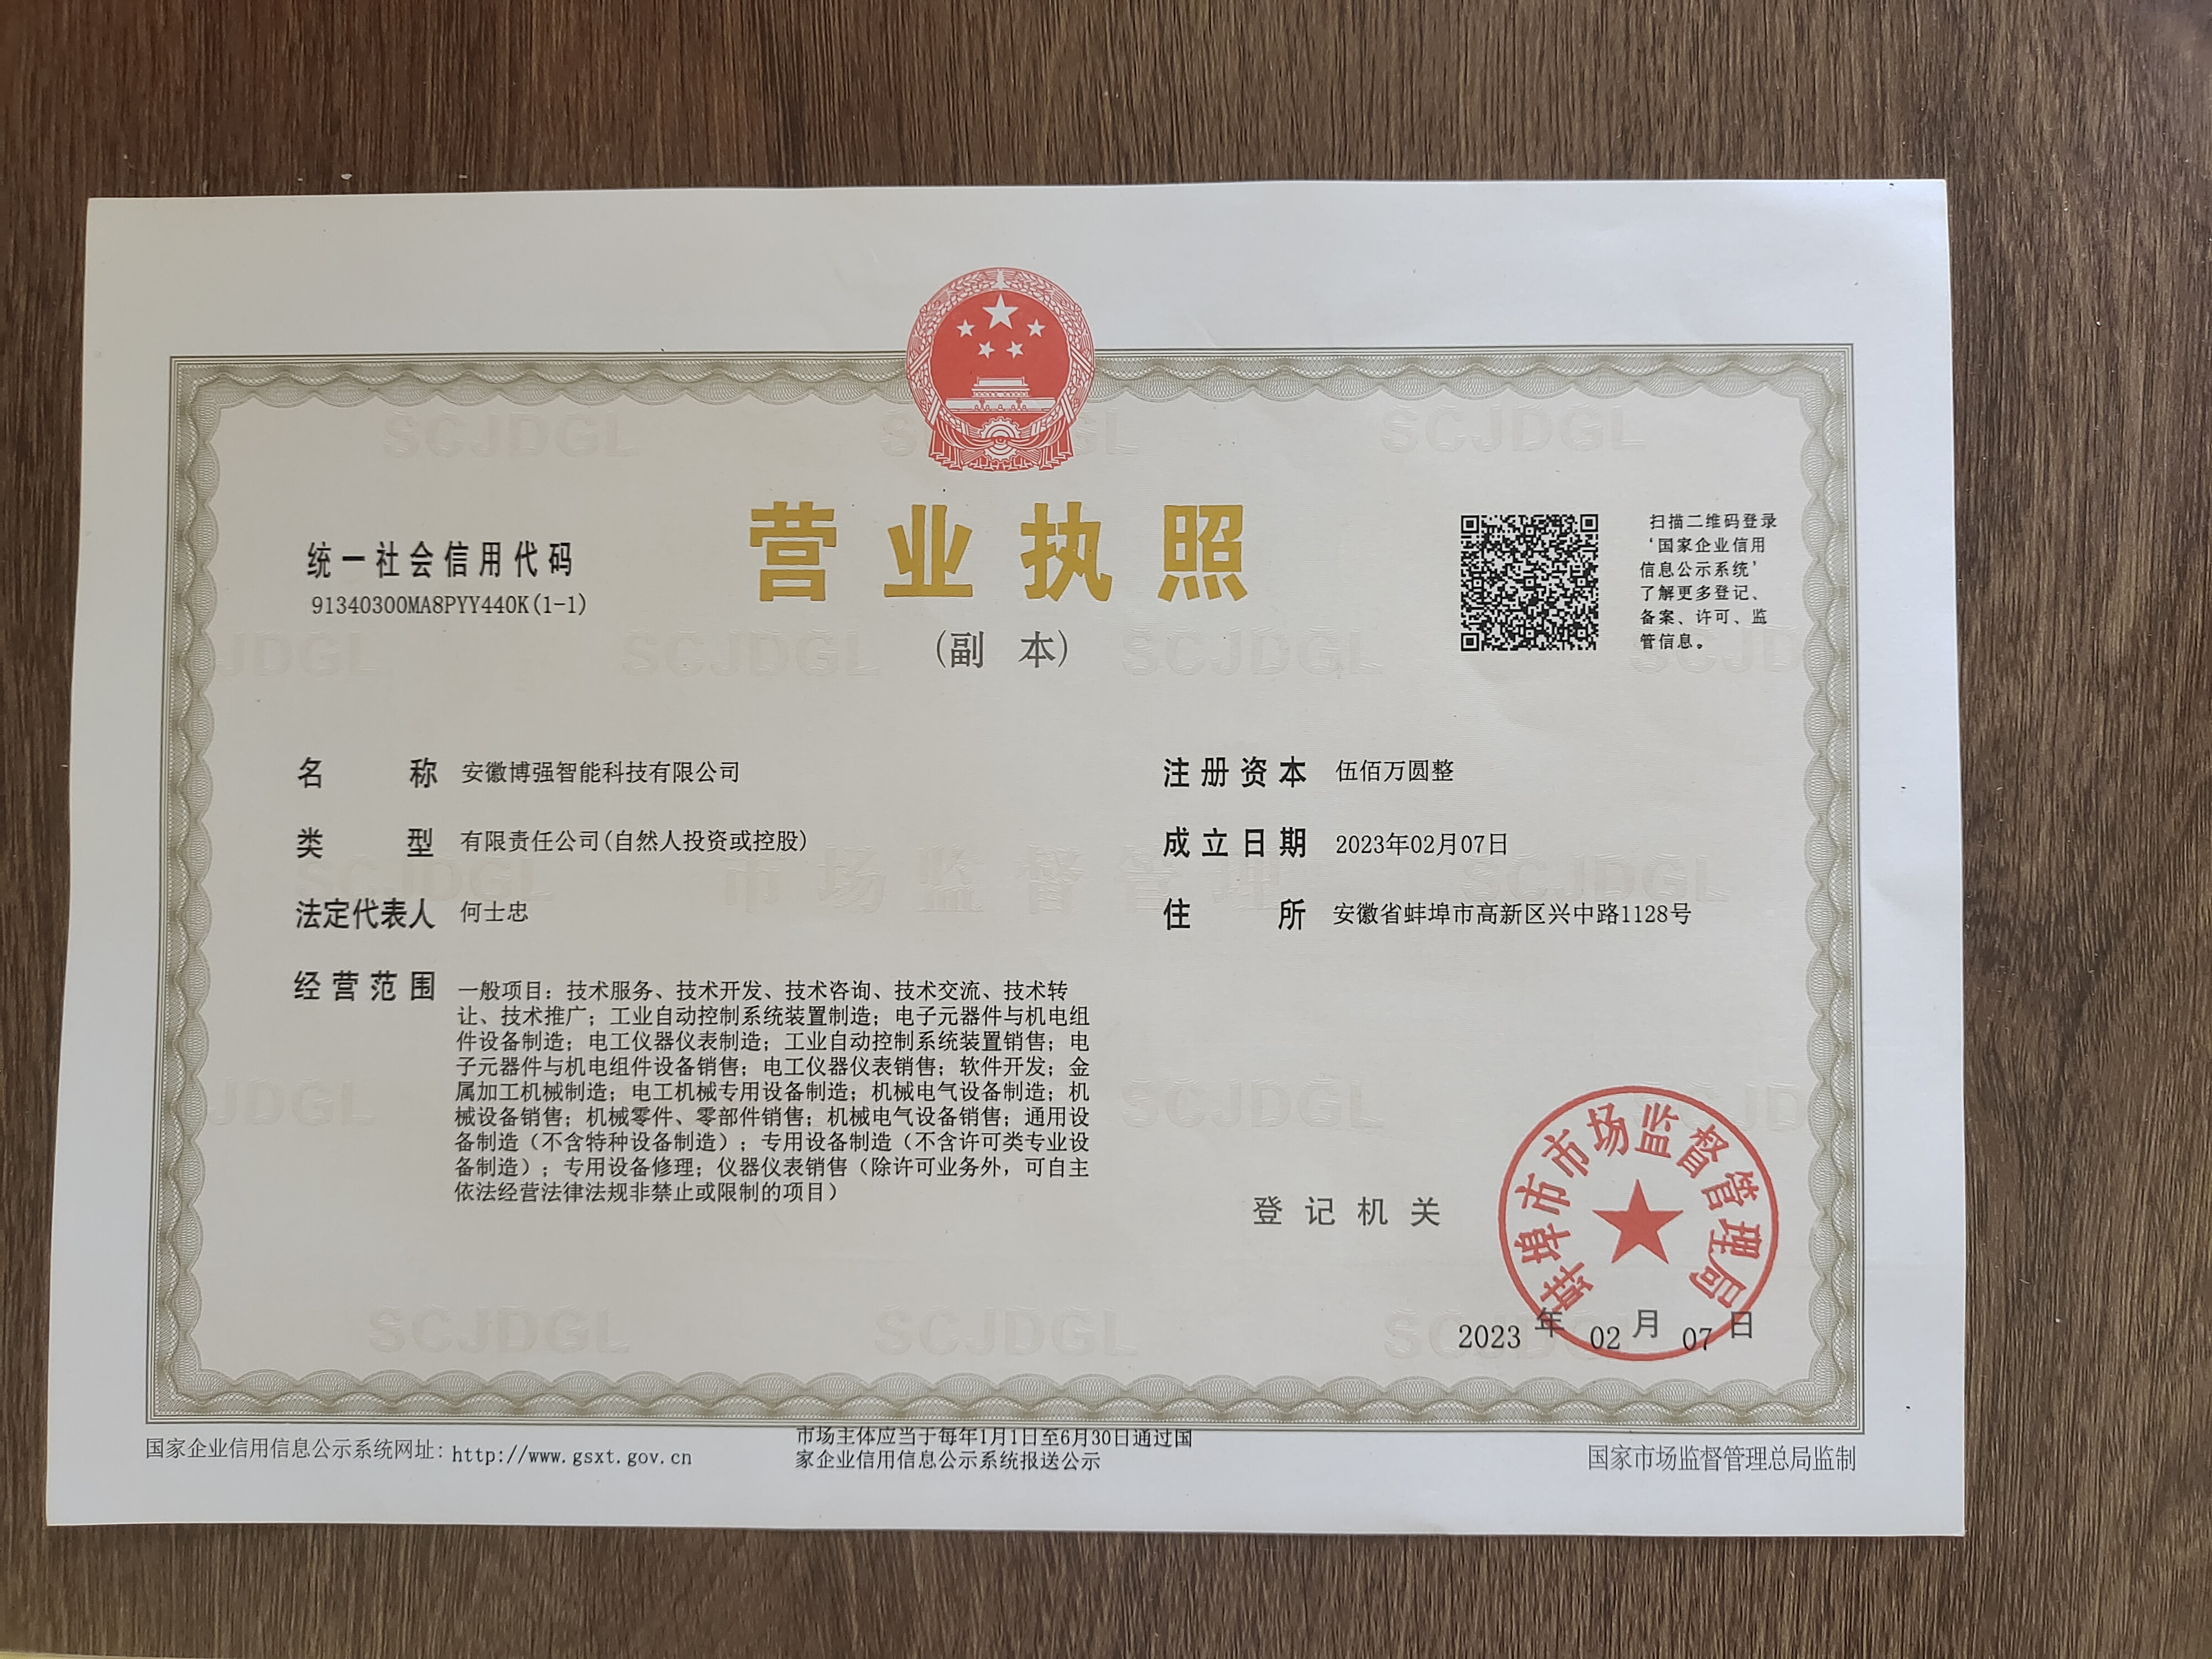 营业执照
(副 本)
统一社会信用代码
91340300MA8PYY440K(1-1)
扫描二维码登录
‘国家企业信用
信息公示系统’
了解更多登记、
备案、许可、监
管信息。
名 称 安徽博强智能科技有限公司
类 型 有限责任公司(自然人投资或控股)
法定代表人 何士忠
经营范围 一般项目：技术服务、技术开发、技术咨询、技术交流、技术转
让、技术推广；工业自动控制系统装置制造；电子元器件与机电组
件设备制造；电工仪器仪表制造；工业自动控制系统装置销售；电
子元器件与机电组件设备销售；电工仪器仪表销售；软件开发；金
属加工机械制造；电工机械专用设备制造；机械电气设备制造；机
械设备销售；机械零件、零部件销售；机械电气设备销售；通用设
备制造（不含特种设备制造）；专用设备制造（不含许可类专业设
备制造）；专用设备修理；仪器仪表销售（除许可业务外，可自主
依法经营法律法规非禁止或限制的项目）
注册资本 伍佰万圆整
成立日期 2023年02月07日
住 所 安徽省蚌埠市高新区兴中路1128号
登记机关
蚌埠市市场监督管理局
2023 年 02 月 07 日
国家企业信用信息公示系统网址：http://www.gsxt.gov.cn
市场主体应当于每年1月1日至6月30日通过国
家企业信用信息公示系统报送公示
国家市场监督管理总局监制
SCJDGL
市场监督管理